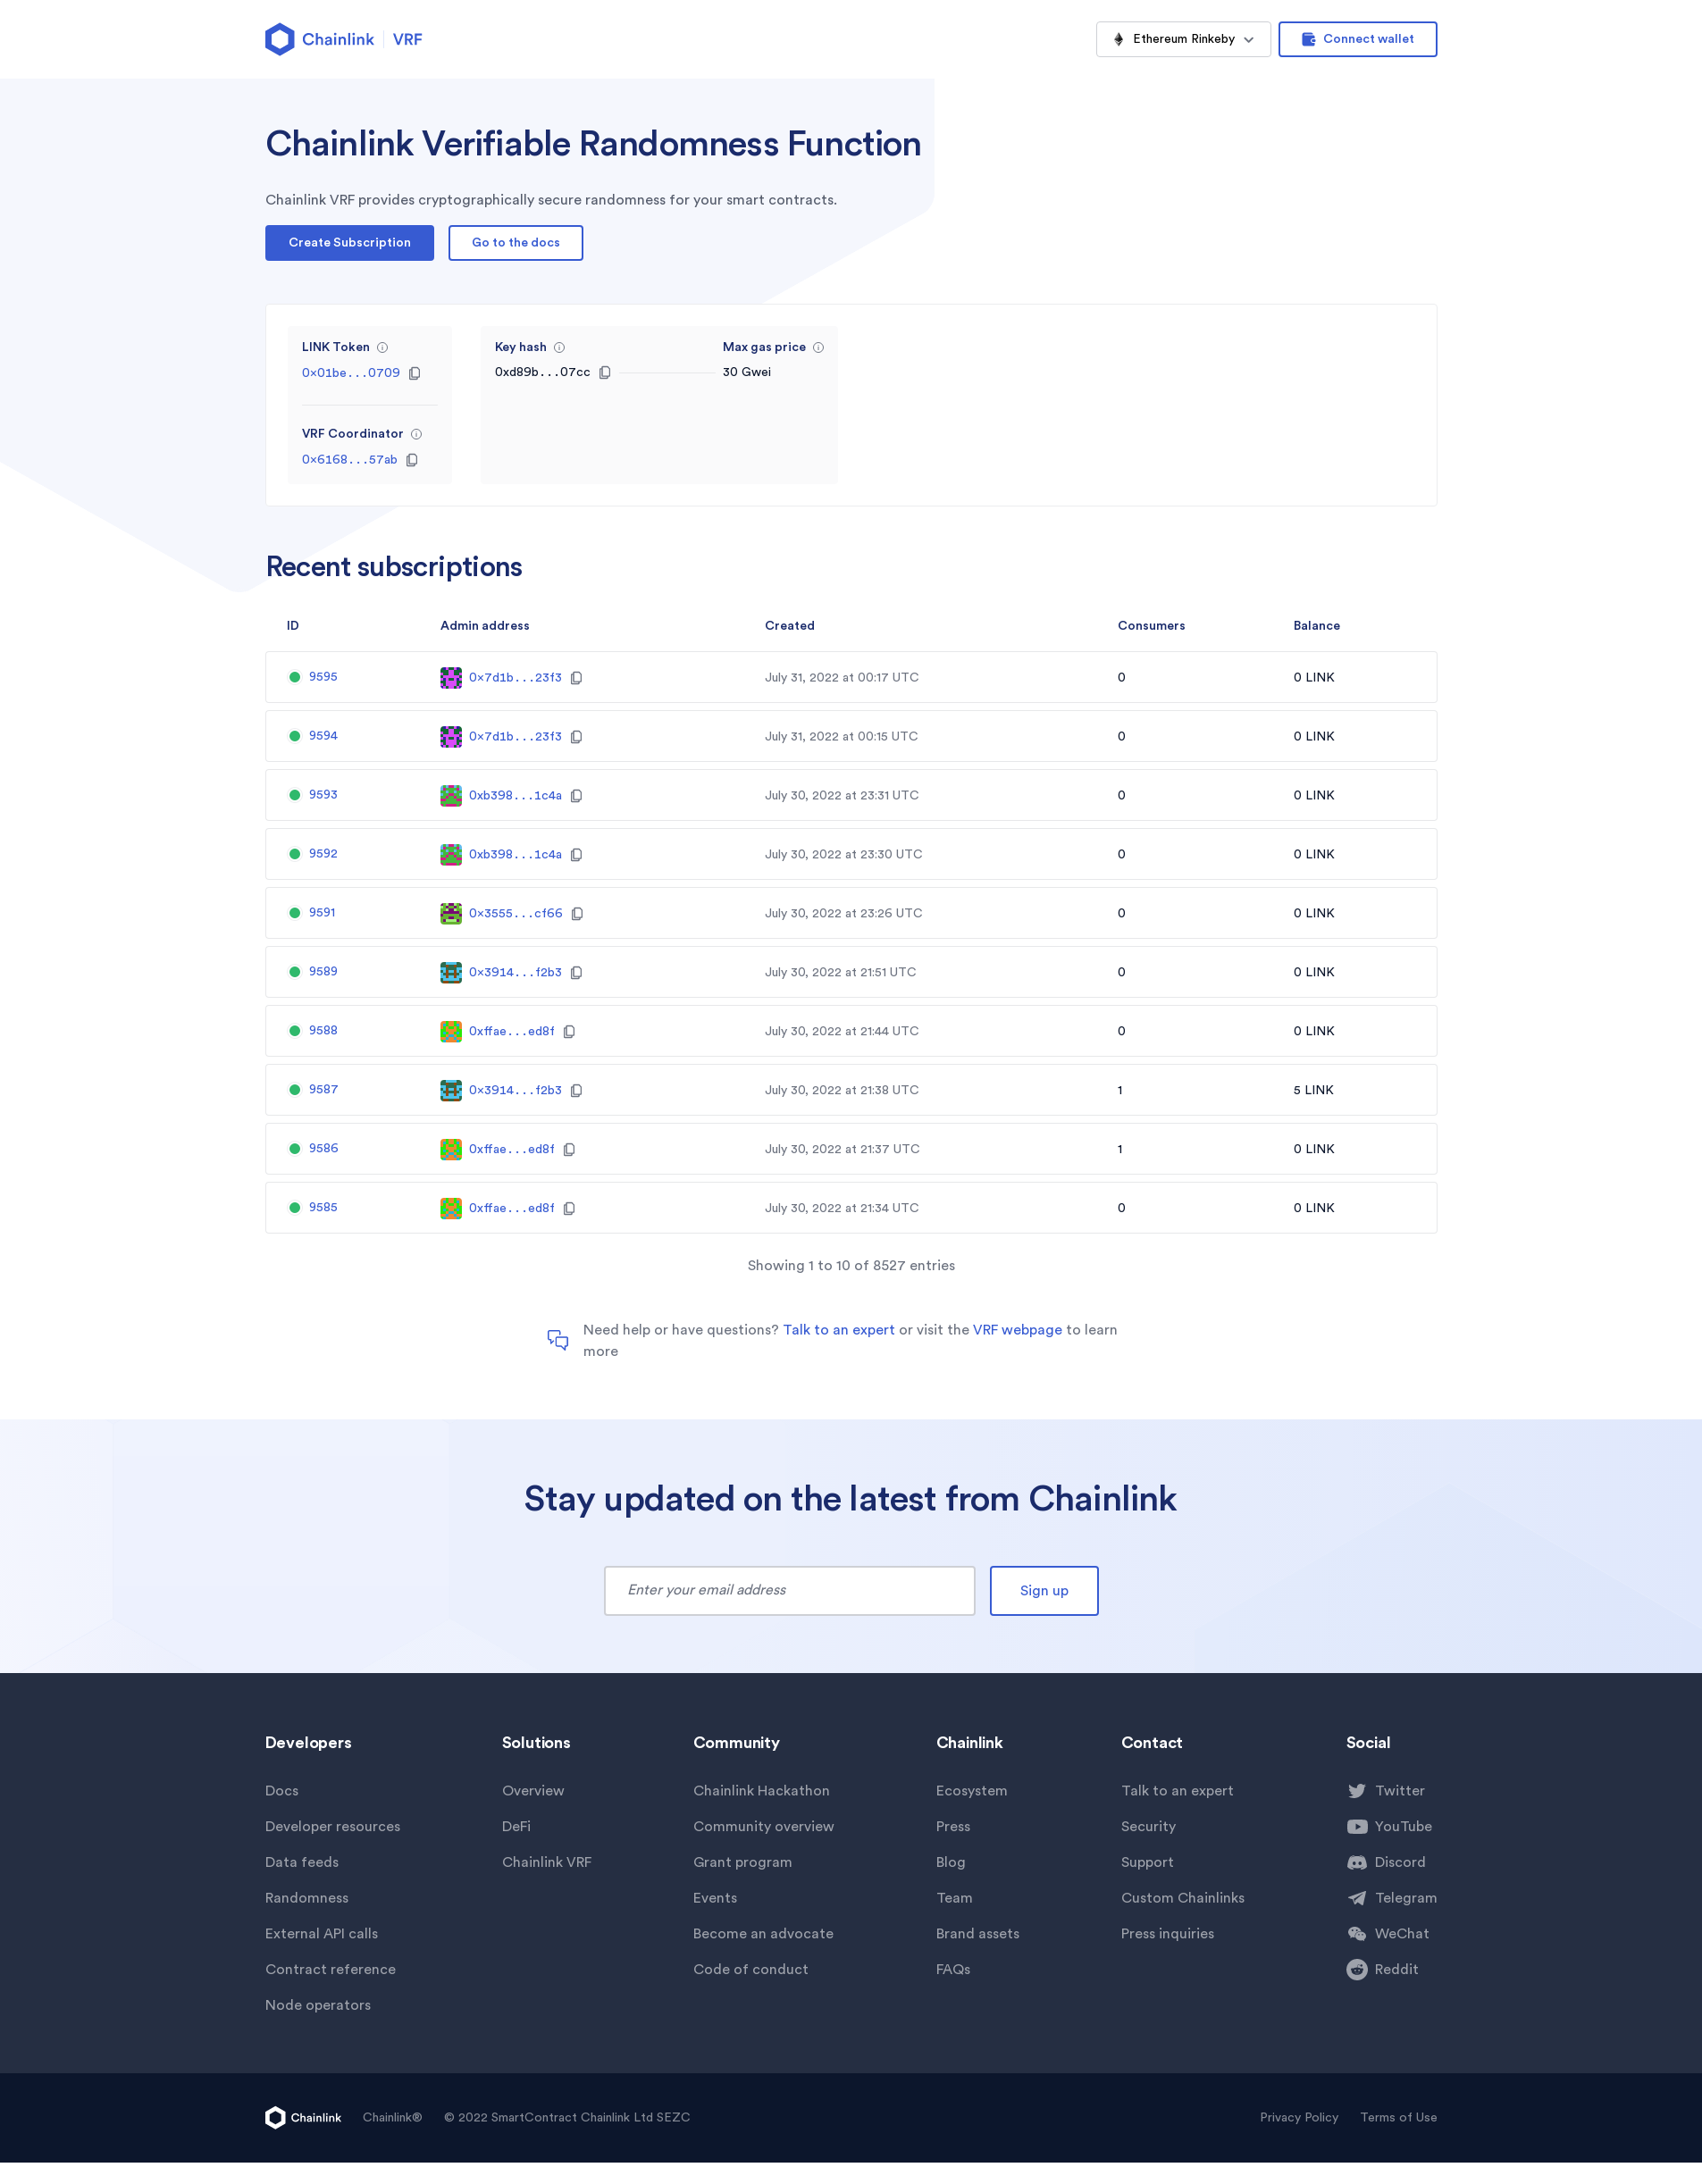 Chainlink VRF
Ethereum Rinkeby
Connect wallet
Chainlink Verifiable Randomness Function
Chainlink VRF provides cryptographically secure randomness for your smart contracts.
Create Subscription
Go to the docs
LINK Token
0x01be...0709
VRF Coordinator
0x6168...57ab
Key hash Max gas price
0xd89b...07cc 30 Gwei
Recent subscriptions
ID Admin address Created Consumers Balance
9595 0x7d1b...23f3 July 31, 2022 at 00:17 UTC 0 0 LINK
9594 0x7d1b...23f3 July 31, 2022 at 00:15 UTC 0 0 LINK
9593 0xb398...1c4a July 30, 2022 at 23:31 UTC 0 0 LINK
9592 0xb398...1c4a July 30, 2022 at 23:30 UTC 0 0 LINK
9591 0x3555...cf66 July 30, 2022 at 23:26 UTC 0 0 LINK
9589 0x3914...f2b3 July 30, 2022 at 21:51 UTC 0 0 LINK
9588 0xffae...ed8f July 30, 2022 at 21:44 UTC 0 0 LINK
9587 0x3914...f2b3 July 30, 2022 at 21:38 UTC 1 5 LINK
9586 0xffae...ed8f July 30, 2022 at 21:37 UTC 1 0 LINK
9585 0xffae...ed8f July 30, 2022 at 21:34 UTC 0 0 LINK
Showing 1 to 10 of 8527 entries
Need help or have questions? Talk to an expert or visit the VRF webpage to learn
more
Stay updated on the latest from Chainlink
Enter your email address
Sign up
Developers
Docs
Developer resources
Data feeds
Randomness
External API calls
Contract reference
Node operators
Solutions
Overview
DeFi
Chainlink VRF
Community
Chainlink Hackathon
Community overview
Grant program
Events
Become an advocate
Code of conduct
Chainlink
Ecosystem
Press
Blog
Team
Brand assets
FAQs
Contact
Talk to an expert
Security
Support
Custom Chainlinks
Press inquiries
Social
Twitter
YouTube
Discord
Telegram
WeChat
Reddit
Chainlink Chainlink® © 2022 SmartContract Chainlink Ltd SEZC
Privacy Policy Terms of Use